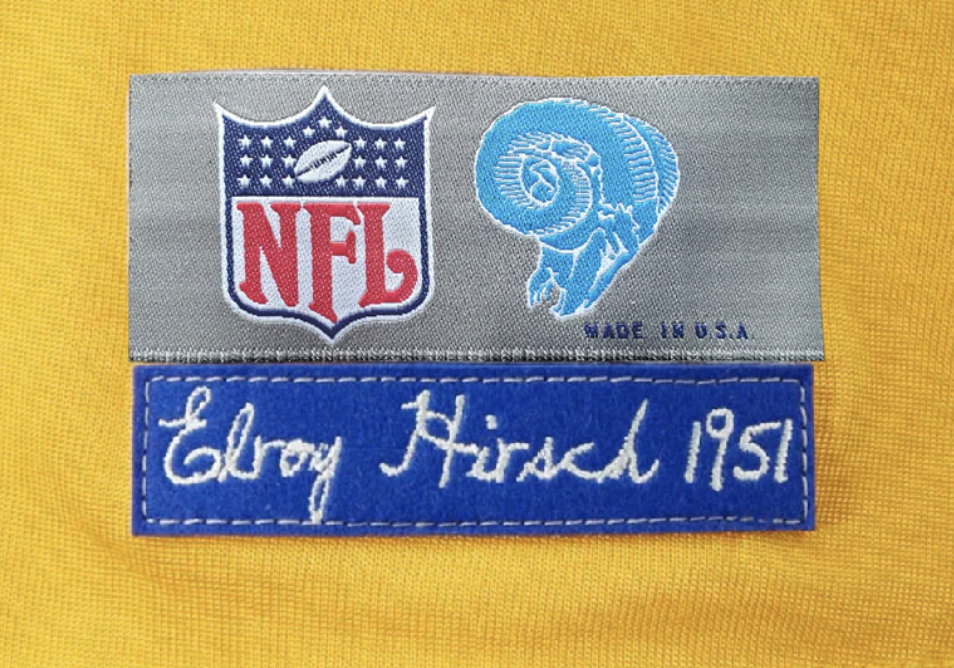 NFL
MADE IN U.S.A
Elroy Hirsch 1951